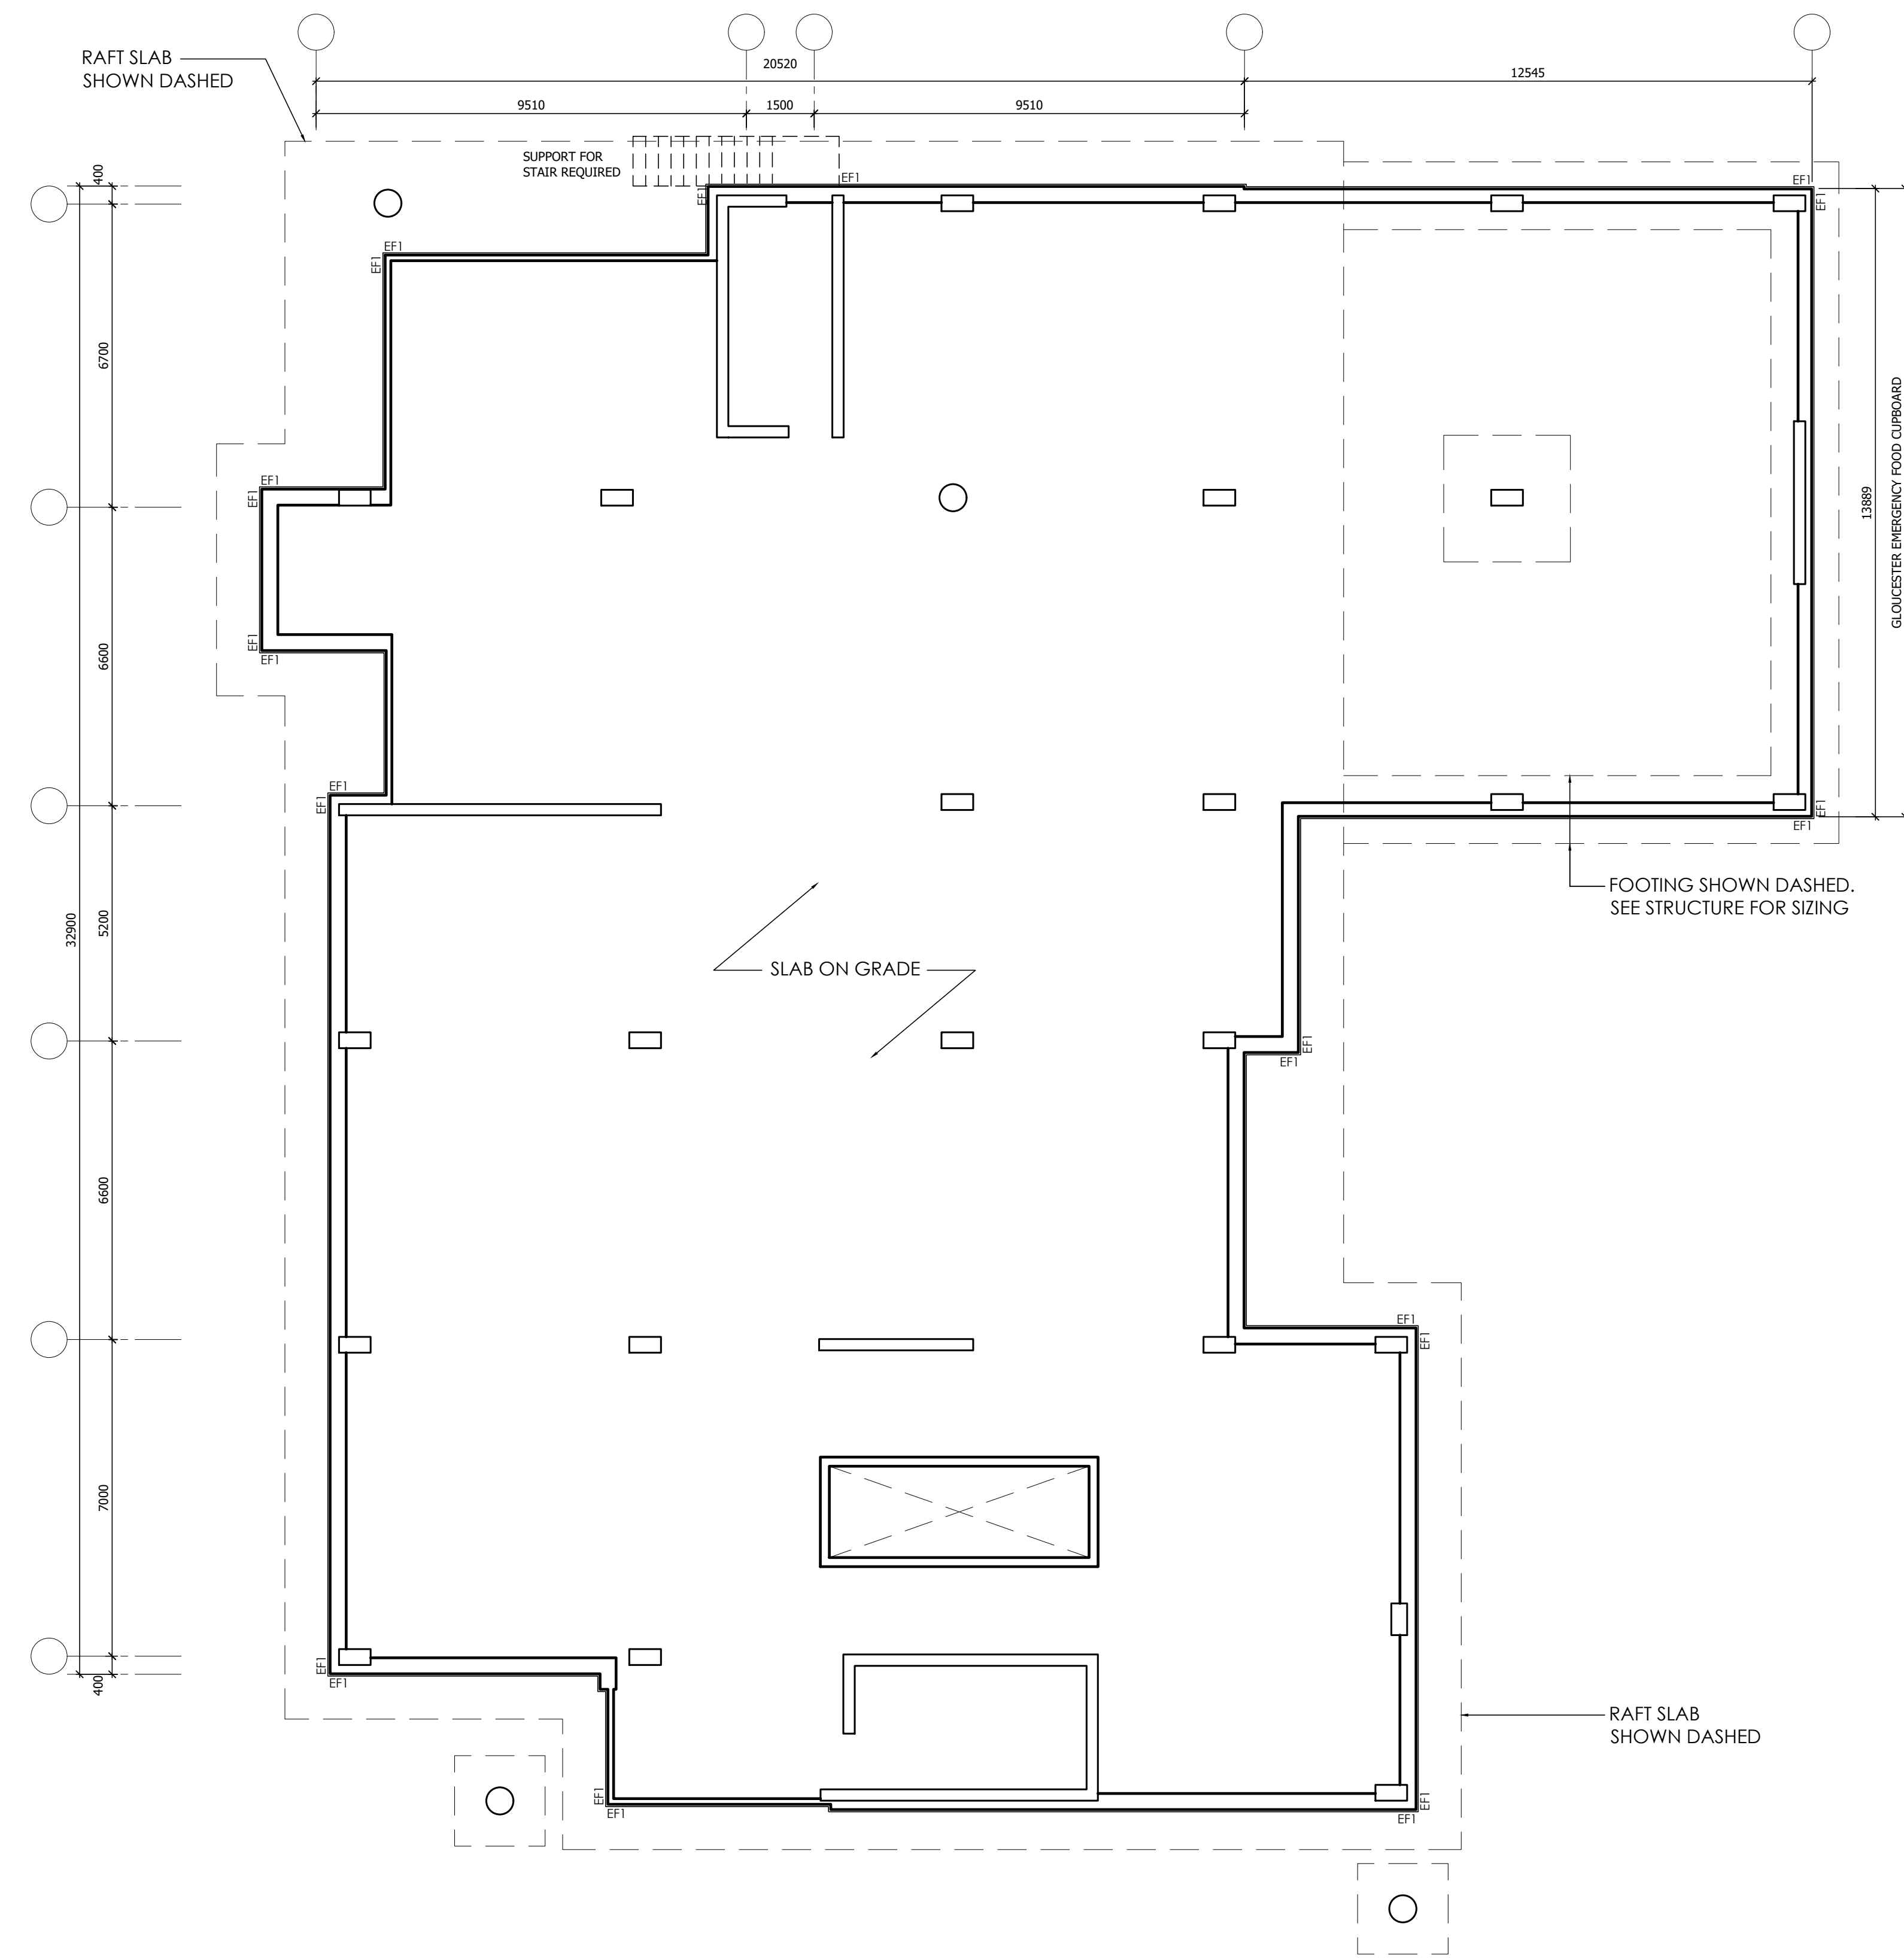 RAFT SLAB
SHOWN DASHED
20520
12545
9510
1500
9510
SUPPORT FOR
STAIR REQUIRED
400
EF1
EF1
EF1
EF1
EF1
EF1
6700
EF1
EF1
GLOUCESTER EMERGENCY FOOD CUPBOARD
13889
6600
EF1
EF1
EF1
EF1
EF1
EF1
FOOTING SHOWN DASHED.
SEE STRUCTURE FOR SIZING
32900
5200
SLAB ON GRADE
EF1
EF1
6600
EF1
EF1
7000
EF1
EF1
400
RAFT SLAB
SHOWN DASHED
EF1
EF1
EF1
EF1